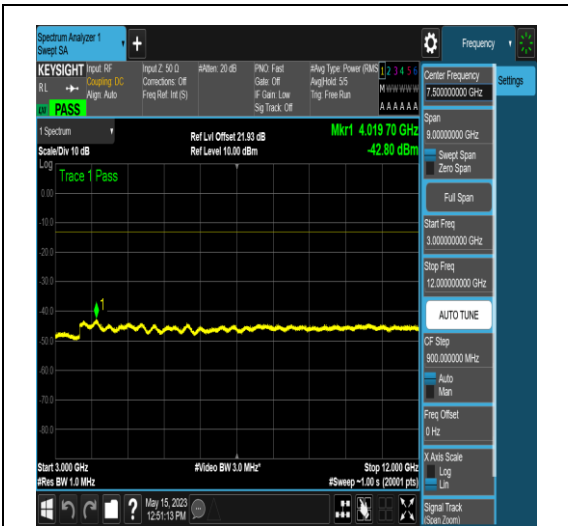 Spectrum Analyzer 1
Swept SA
+
Frequency
KEYSIGHT
R L
PASS
Input: RF
Coupling: DC
Align: Auto
Input Z: 50 Ω
Corrections: Off
Freq Ref: Int (S)
#Atten: 20 dB
PNO: Fast
Gate: Off
IF Gain: Low
Sig Track: Off
#Avg Type: Power (RMS
Avg|Hold: 5/5
Trig: Free Run
1 2 3 4 5 6
M W W W W W
A A A A A A
1 Spectrum
Scale/Div 10 dB
Ref Lvl Offset 21.93 dB
Ref Level 10.00 dBm
Mkr1 4.019 70 GHz
-42.80 dBm
Log
Trace 1 Pass
0.00
-10.0
-20.0
-30.0
-40.0
-50.0
-60.0
-70.0
-80.0
1
Start 3.000 GHz
#Res BW 1.0 MHz
#Video BW 3.0 MHz*
Stop 12.000 GHz
#Sweep ~1.00 s (20001 pts)
Center Frequency
7.500000000 GHz
Settings
Span
9.00000000 GHz
Swept Span
Zero Span
Full Span
Start Freq
3.000000000 GHz
Stop Freq
12.000000000 GHz
AUTO TUNE
CF Step
900.000000 MHz
Auto
Man
Freq Offset
0 Hz
X Axis Scale
Log
Lin
Signal Track
(Span Zoom)
?
May 15, 2023
12:51:13 PM